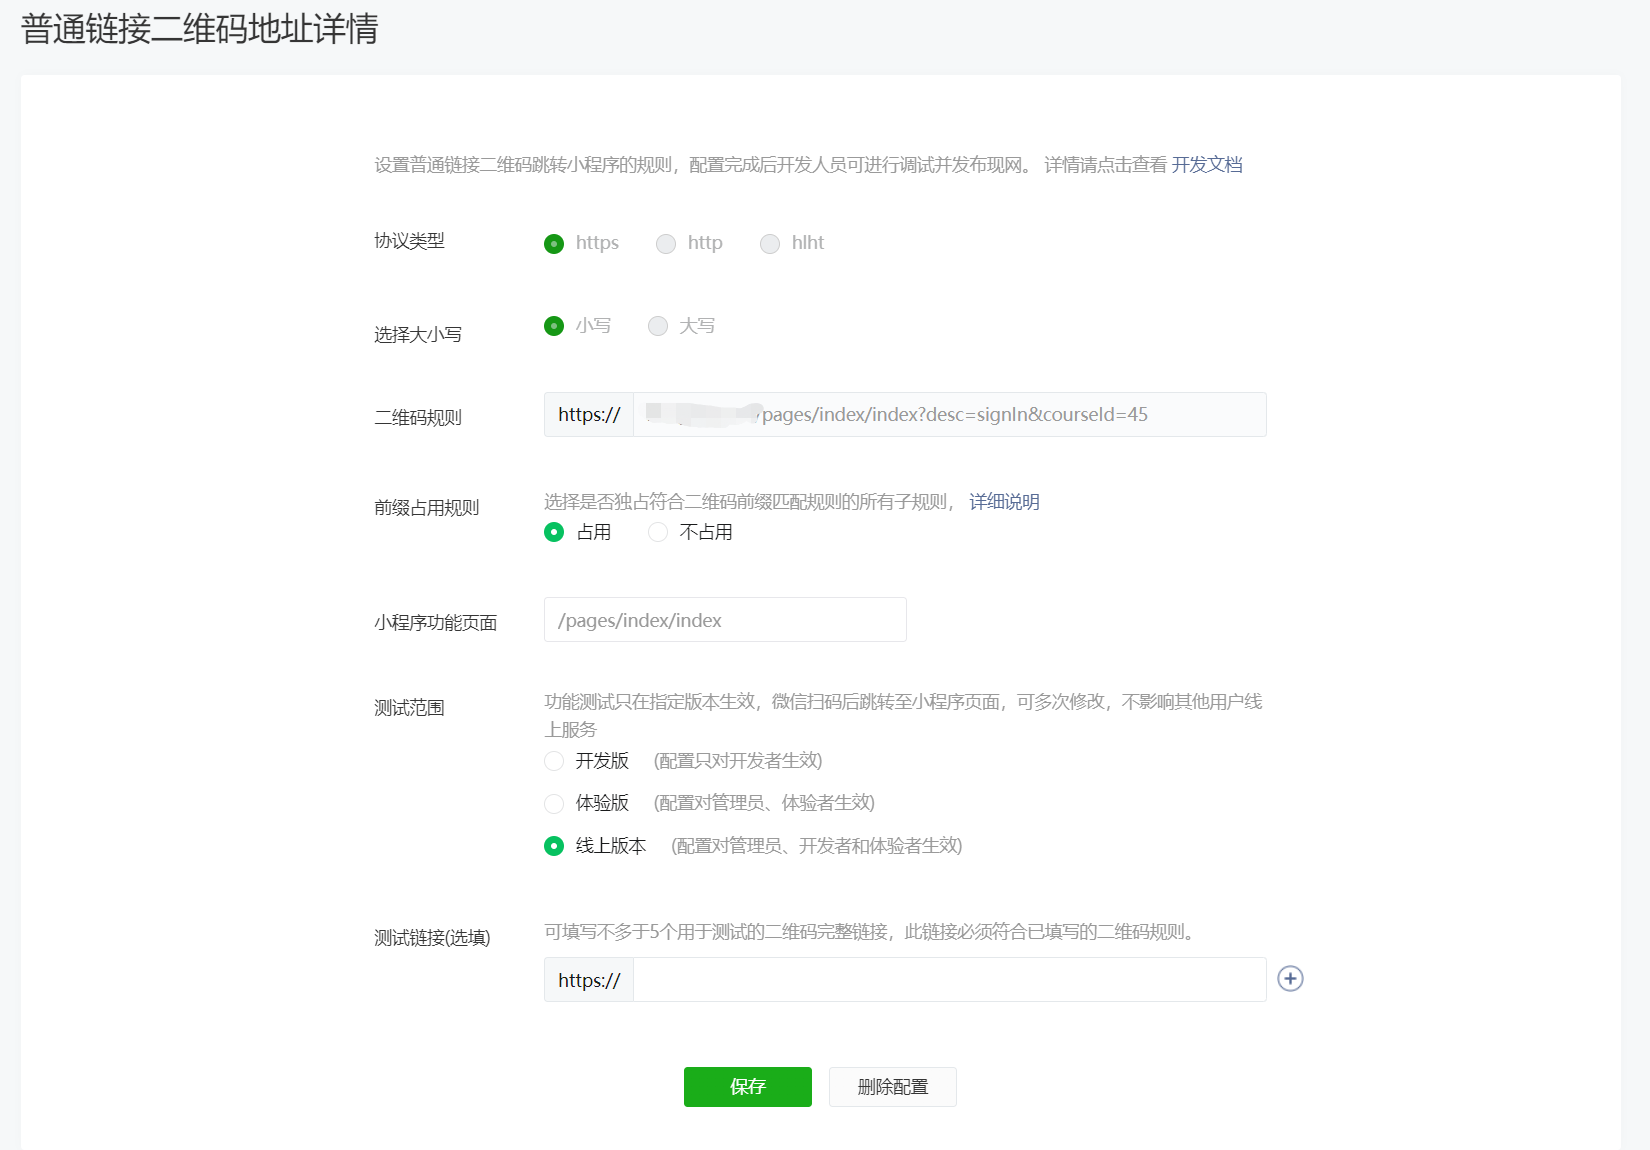 普通链接二维码地址详情
设置普通链接二维码跳转小程序的规则，配置完成后开发人员可进行调试并发布现网。 详情请点击查看 开发文档
协议类型 https http hlht
选择大小写 小写 大写
二维码规则 https:// /pages/index/index?desc=signIn&courseId=45
前缀占用规则 选择是否独占符合二维码前缀匹配规则的所有子规则， 详细说明
占用 不占用
小程序功能页面 /pages/index/index
测试范围 功能测试只在指定版本生效，微信扫码后跳转至小程序页面，可多次修改，不影响其他用户线
上服务
开发版 (配置只对开发者生效)
体验版 (配置对管理员、体验者生效)
线上版本 (配置对管理员、开发者和体验者生效)
测试链接(选填) 可填写不多于5个用于测试的二维码完整链接，此链接必须符合已填写的二维码规则。
https://
保存 删除配置